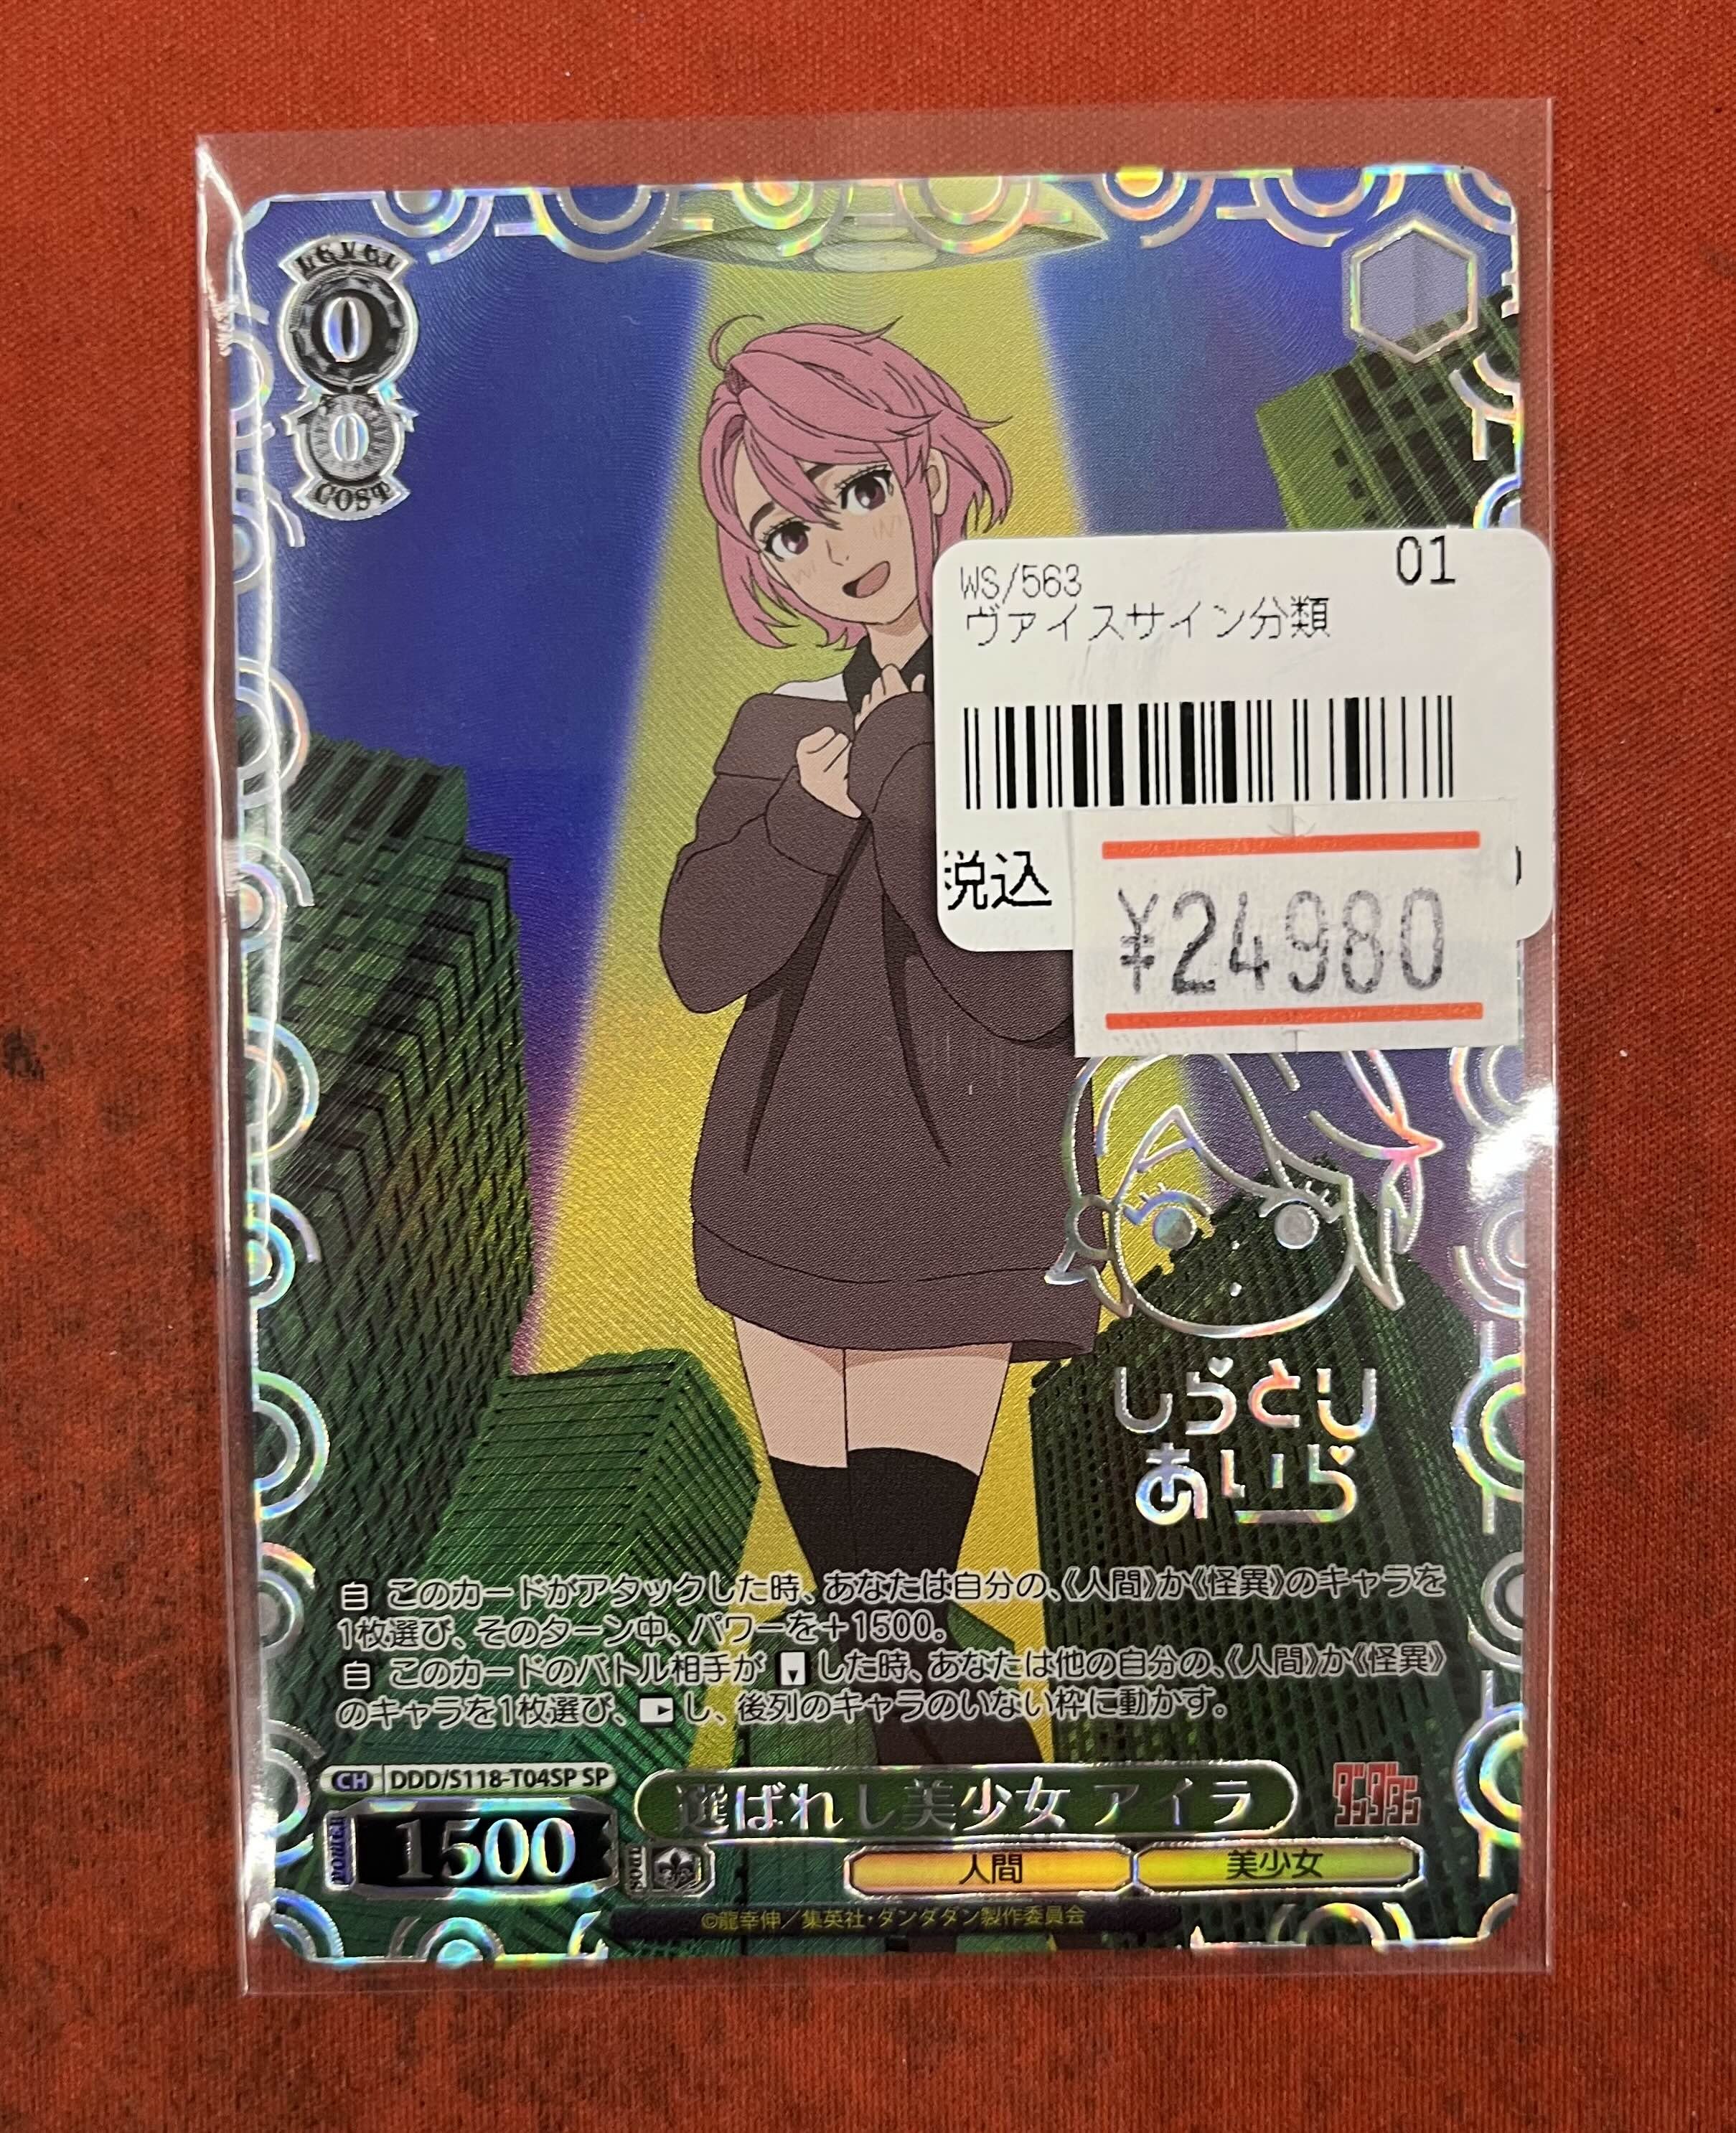 LEVEL
0
0
COST
WS/563
01
ヴァイスサイン分類
税込
¥24980
しらとり
あいら
自 このカードがアタックした時、あなたは自分の、《人間》か《怪異》のキャラを
1枚選び、そのターン中、パワーを+1500。
自 このカードのバトル相手が した時、あなたは他の自分の、《人間》か《怪異》
のキャラを1枚選び、 し、後列のキャラのいない枠に動かす。
CH DDD/S118-T04SP SP
選ばれし美少女 アイラ
ダンダダン
POWER
1500
SOUL
人間
美少女
©龍幸伸/集英社・ダンダダン製作委員会